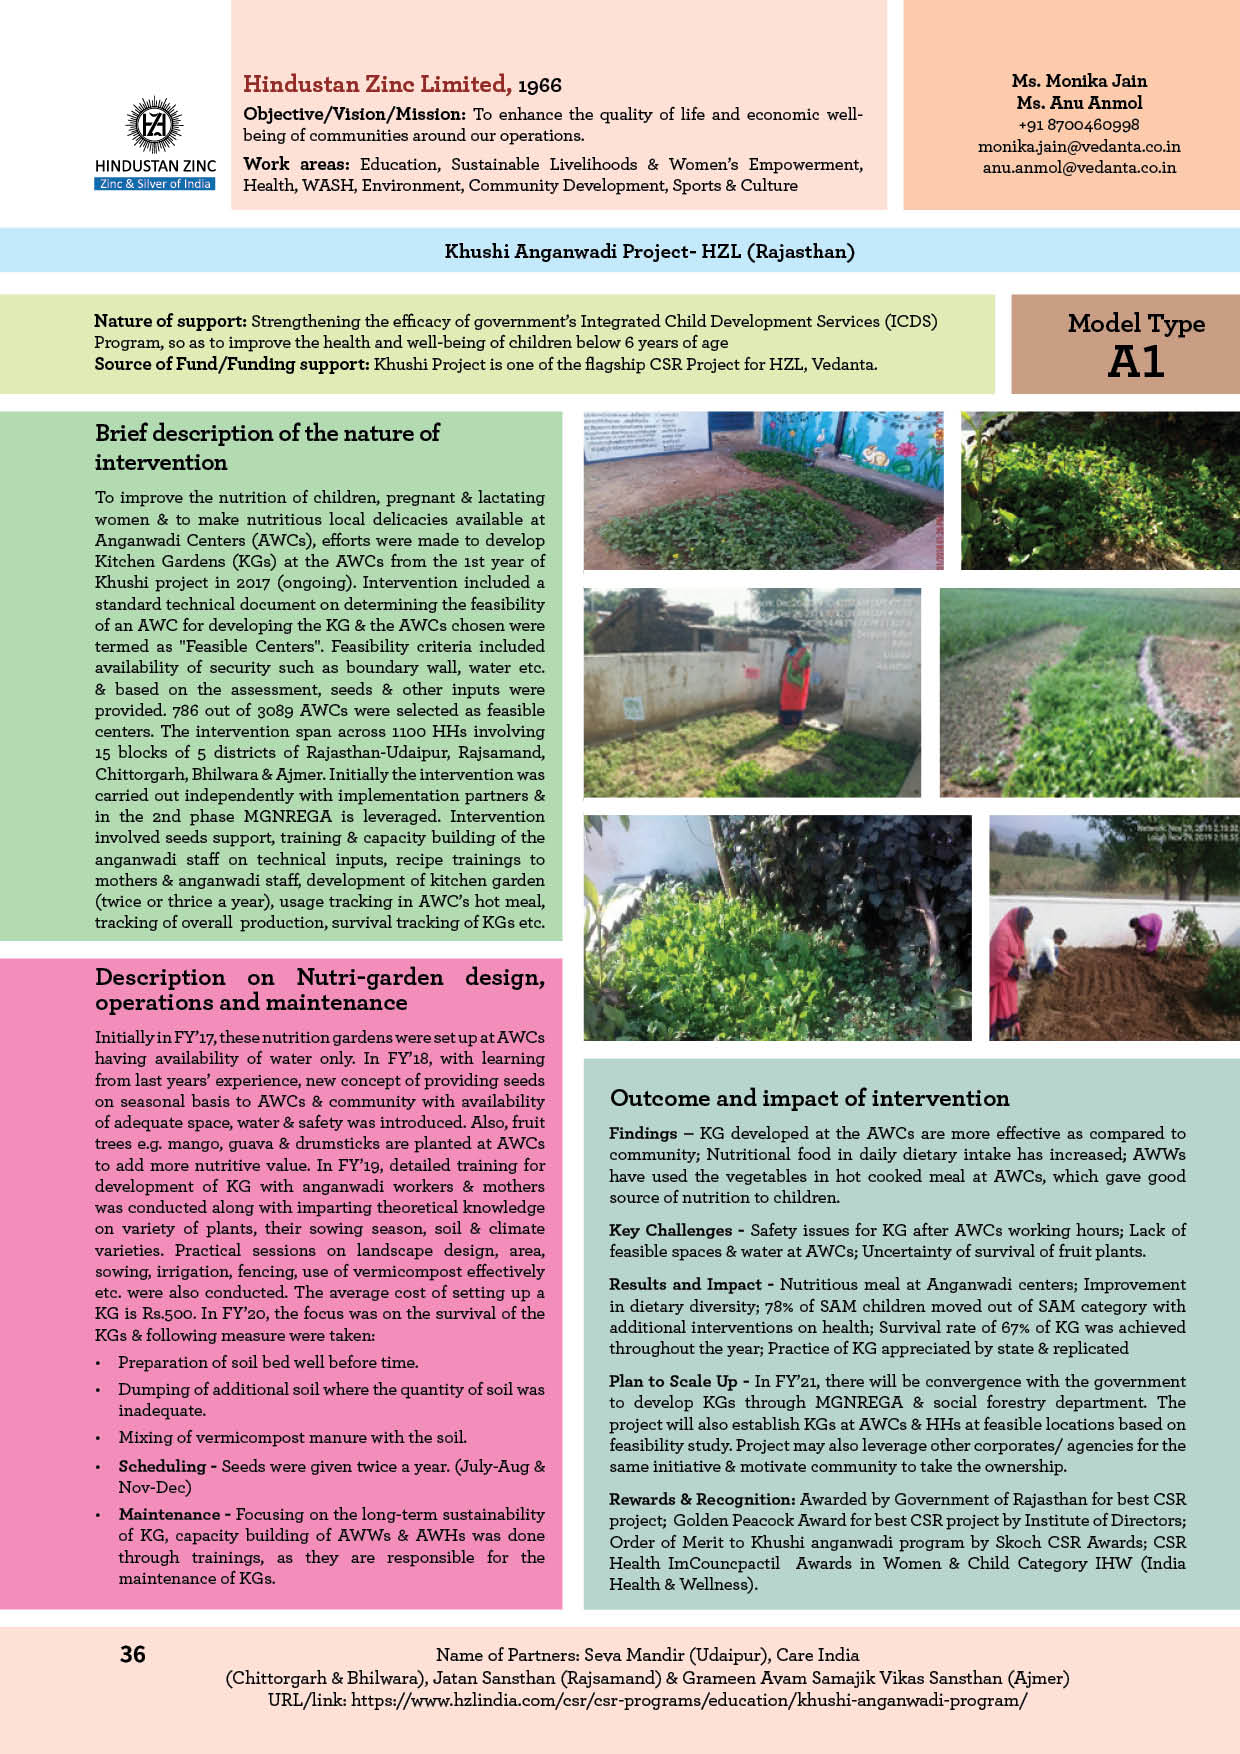 HINDUSTAN ZINC
Zinc & Silver of India
Hindustan Zinc Limited, 1966
Objective/Vision/Mission: To enhance the quality of life and economic well-
being of communities around our operations.
Work areas: Education, Sustainable Livelihoods & Women's Empowerment,
Health, WASH, Environment, Community Development, Sports & Culture
Ms. Monika Jain
Ms. Anu Anmol
+91 8700460998
monika.jain@vedanta.co.in
anu.anmol@vedanta.co.in
Khushi Anganwadi Project- HZL (Rajasthan)
Nature of support: Strengthening the efficacy of government's Integrated Child Development Services (ICDS)
Program, so as to improve the health and well-being of children below 6 years of age
Source of Fund/Funding support: Khushi Project is one of the flagship CSR Project for HZL, Vedanta.
Model Type
A1
Brief description of the nature of
intervention
To improve the nutrition of children, pregnant & lactating
women & to make nutritious local delicacies available at
Anganwadi Centers (AWCs), efforts were made to develop
Kitchen Gardens (KGs) at the AWCs from the 1st year of
Khushi project in 2017 (ongoing). Intervention included a
standard technical document on determining the feasibility
of an AWC for developing the KG & the AWCs chosen were
termed as "Feasible Centers". Feasibility criteria included
availability of security such as boundary wall, water etc.
& based on the assessment, seeds & other inputs were
provided. 786 out of 3089 AWCs were selected as feasible
centers. The intervention span across 1100 HHs involving
15 blocks of 5 districts of Rajasthan-Udaipur, Rajsamand,
Chittorgarh, Bhilwara & Ajmer. Initially the intervention was
carried out independently with implementation partners &
in the 2nd phase MGNREGA is leveraged. Intervention
involved seeds support, training & capacity building of the
anganwadi staff on technical inputs, recipe trainings to
mothers & anganwadi staff, development of kitchen garden
(twice or thrice a year), usage tracking in AWC's hot meal,
tracking of overall production, survival tracking of KGs etc.
Description on Nutri-garden design,
operations and maintenance
Initially in FY'17, these nutrition gardens were set up at AWCs
having availability of water only. In FY'18, with learning
from last years' experience, new concept of providing seeds
on seasonal basis to AWCs & community with availability
of adequate space, water & safety was introduced. Also, fruit
trees e.g. mango, guava & drumsticks are planted at AWCs
to add more nutritive value. In FY'19, detailed training for
development of KG with anganwadi workers & mothers
was conducted along with imparting theoretical knowledge
on variety of plants, their sowing season, soil & climate
varieties. Practical sessions on landscape design, area,
sowing, irrigation, fencing, use of vermicompost effectively
etc. were also conducted. The average cost of setting up a
KG is Rs.500. In FY'20, the focus was on the survival of the
KGs & following measure were taken:
• Preparation of soil bed well before time.
• Dumping of additional soil where the quantity of soil was
inadequate.
• Mixing of vermicompost manure with the soil.
• Scheduling - Seeds were given twice a year. (July-Aug &
Nov-Dec)
• Maintenance - Focusing on the long-term sustainability
of KG, capacity building of AWWs & AWHs was done
through trainings, as they are responsible for the
maintenance of KGs.
Outcome and impact of intervention
Findings – KG developed at the AWCs are more effective as compared to
community; Nutritional food in daily dietary intake has increased; AWWs
have used the vegetables in hot cooked meal at AWCs, which gave good
source of nutrition to children.
Key Challenges - Safety issues for KG after AWCs working hours; Lack of
feasible spaces & water at AWCs; Uncertainty of survival of fruit plants.
Results and Impact - Nutritious meal at Anganwadi centers; Improvement
in dietary diversity; 78% of SAM children moved out of SAM category with
additional interventions on health; Survival rate of 67% of KG was achieved
throughout the year; Practice of KG appreciated by state & replicated
Plan to Scale Up - In FY'21, there will be convergence with the government
to develop KGs through MGNREGA & social forestry department. The
project will also establish KGs at AWCs & HHs at feasible locations based on
feasibility study. Project may also leverage other corporates/ agencies for the
same initiative & motivate community to take the ownership.
Rewards & Recognition: Awarded by Government of Rajasthan for best CSR
project; Golden Peacock Award for best CSR project by Institute of Directors;
Order of Merit to Khushi anganwadi program by Skoch CSR Awards; CSR
Health ImCouncpactil Awards in Women & Child Category IHW (India
Health & Wellness).
36
Name of Partners: Seva Mandir (Udaipur), Care India
(Chittorgarh & Bhilwara), Jatan Sansthan (Rajsamand) & Grameen Avam Samajik Vikas Sansthan (Ajmer)
URL/link: https://www.hzlindia.com/csr/csr-programs/education/khushi-anganwadi-program/